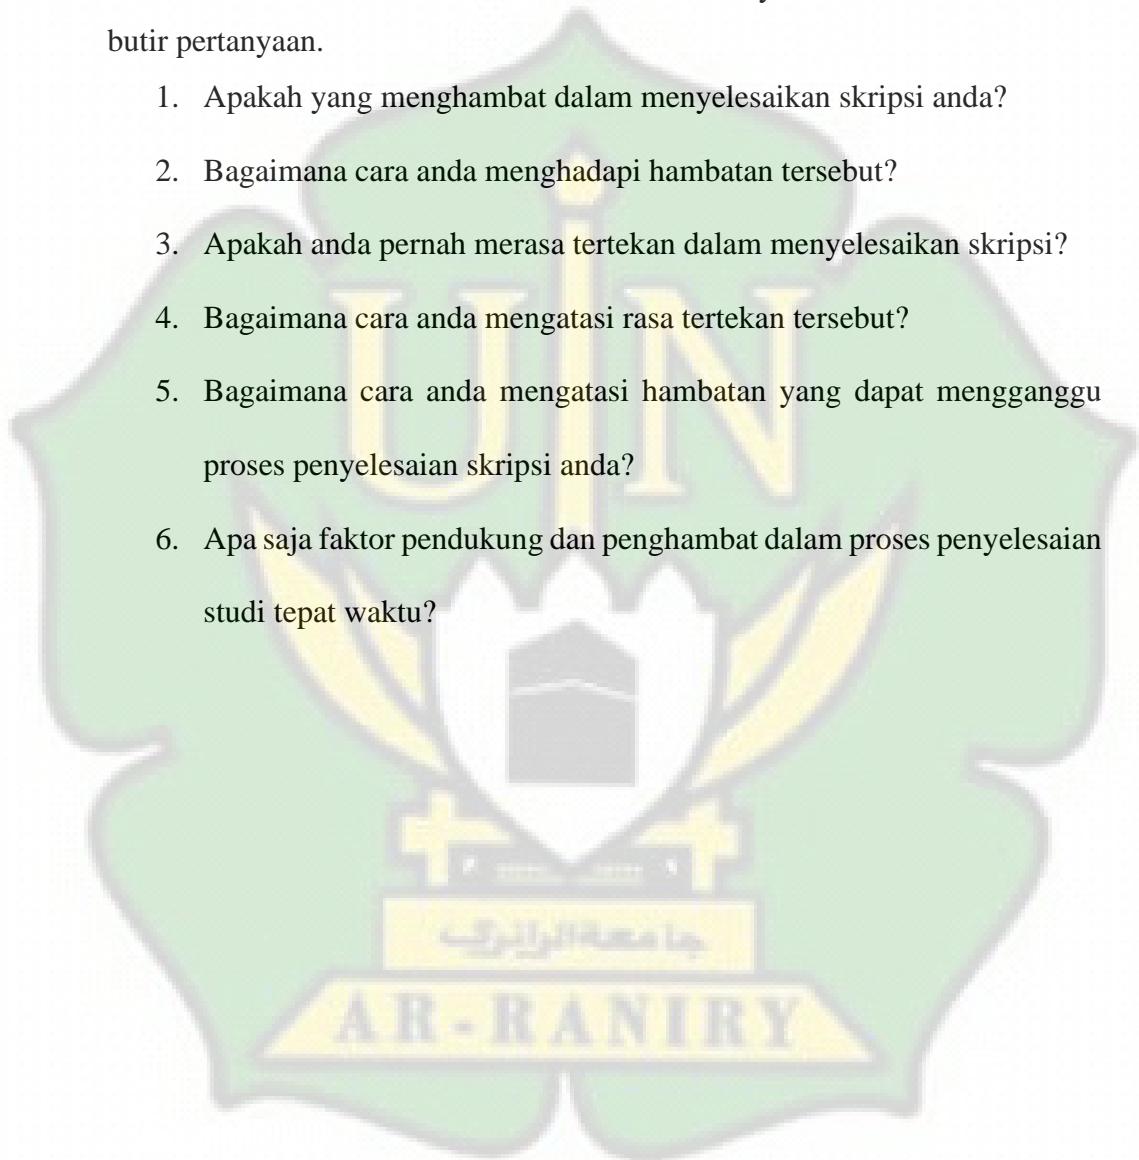 butir pertanyaan.
1. Apakah yang menghambat dalam menyelesaikan skripsi anda?
2. Bagaimana cara anda menghadapi hambatan tersebut?
3. Apakah anda pernah merasa tertekan dalam menyelesaikan skripsi?
4. Bagaimana cara anda mengatasi rasa tertekan tersebut?
5. Bagaimana cara anda mengatasi hambatan yang dapat mengganggu
proses penyelesaian skripsi anda?
6. Apa saja faktor pendukung dan penghambat dalam proses penyelesaian
studi tepat waktu?
UIN
جامعة الرانري
AR-RANIRY